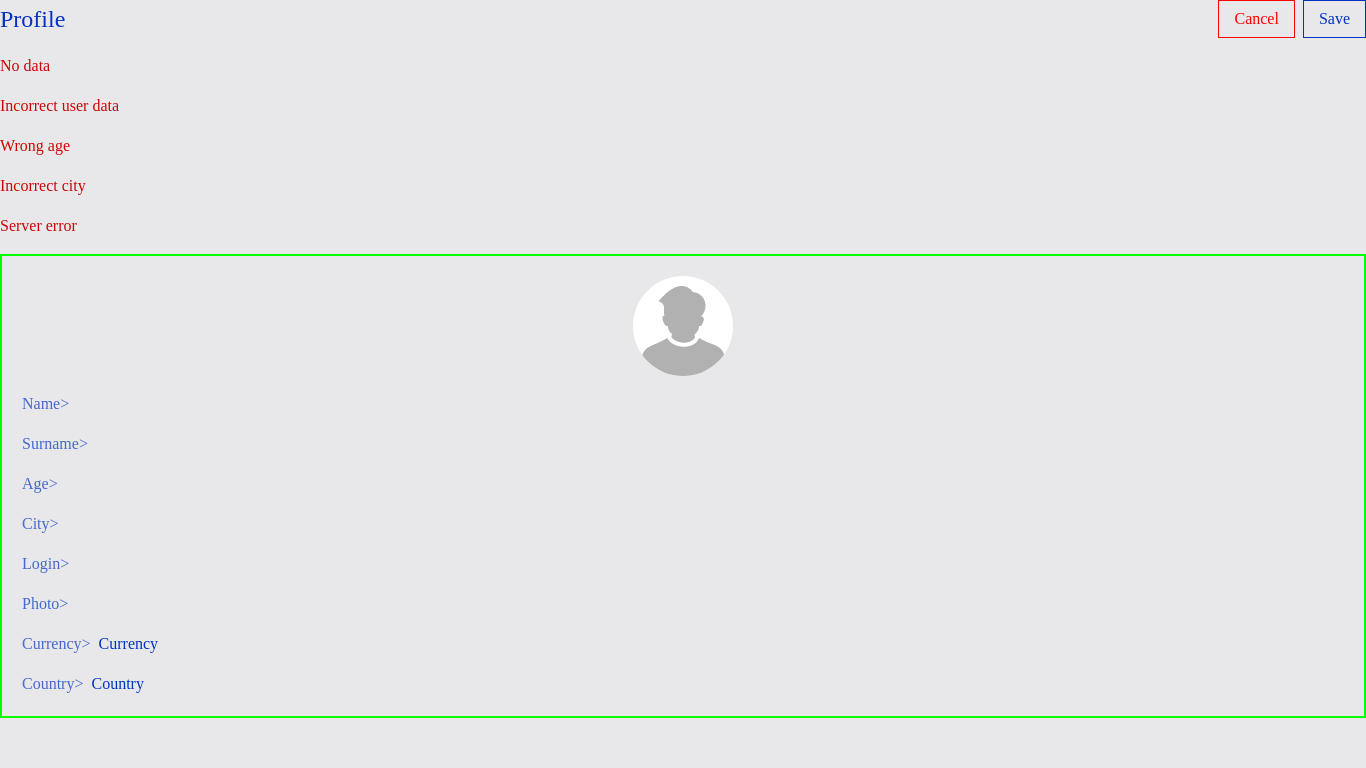 Profile
Cancel Save
No data
Incorrect user data
Wrong age
Incorrect city
Server error
Name>
Surname>
Age>
City>
Login>
Photo>
Currency> Currency
Country> Country